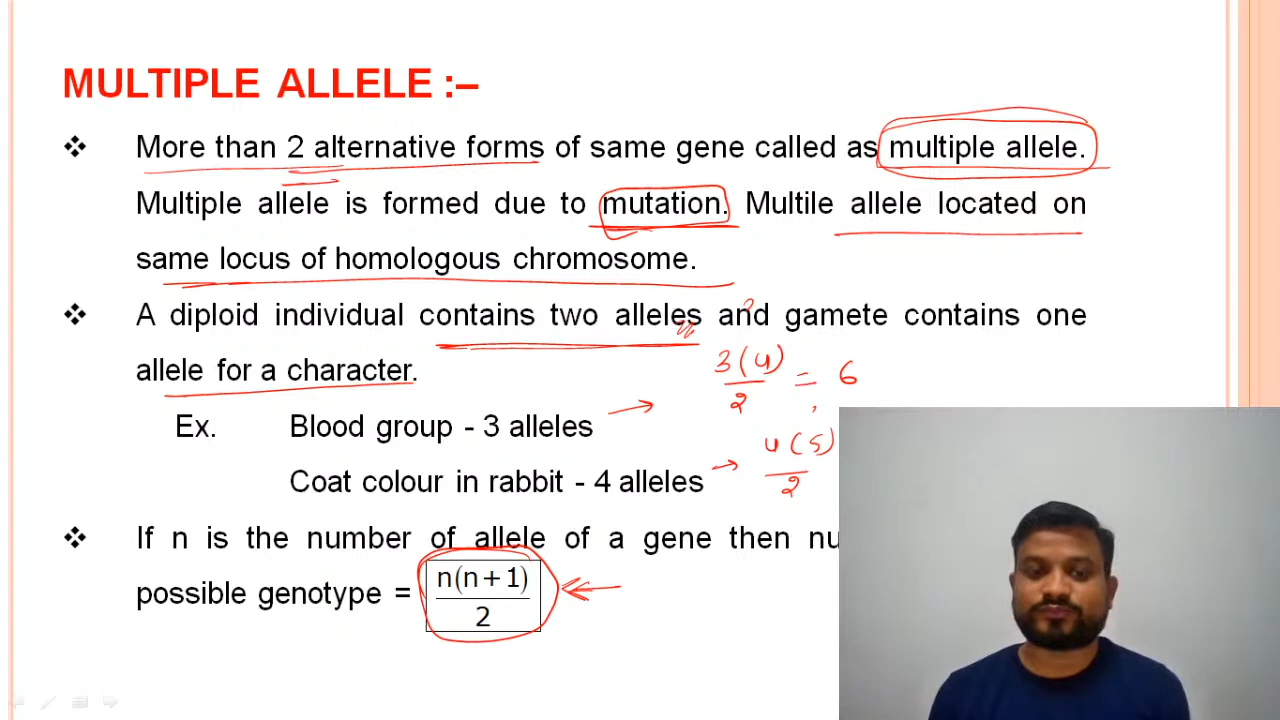 MULTIPLE ALLELE :–
❖ More than 2 alternative forms of same gene called as multiple allele.
Multiple allele is formed due to mutation. Multile allele located on
same locus of homologous chromosome.
❖ A diploid individual contains two alleles and gamete contains one
allele for a character.
3(4)/2 = 6
Ex. Blood group - 3 alleles →
4(5)/2
Coat colour in rabbit - 4 alleles →
❖ If n is the number of allele of a gene then
possible genotype = n(n+1)/2